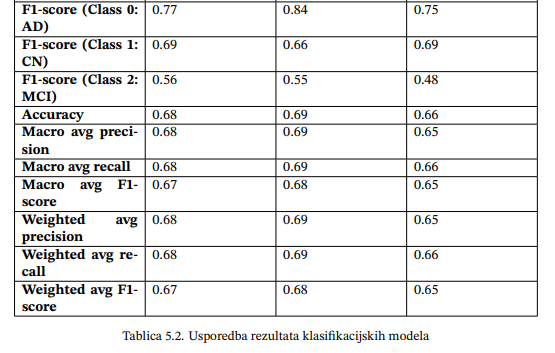 F1-score (Class 0: 0.77 0.84 0.75
AD)
F1-score (Class 1: 0.69 0.66 0.69
CN)
F1-score (Class 2: 0.56 0.55 0.48
MCI)
Accuracy 0.68 0.69 0.66
Macro avg preci- 0.68 0.69 0.65
sion
Macro avg recall 0.68 0.69 0.66
Macro avg F1- 0.67 0.68 0.65
score
Weighted avg 0.68 0.69 0.65
precision
Weighted avg re- 0.68 0.69 0.66
call
Weighted avg F1- 0.67 0.68 0.65
score
Tablica 5.2. Usporedba rezultata klasifikacijskih modela